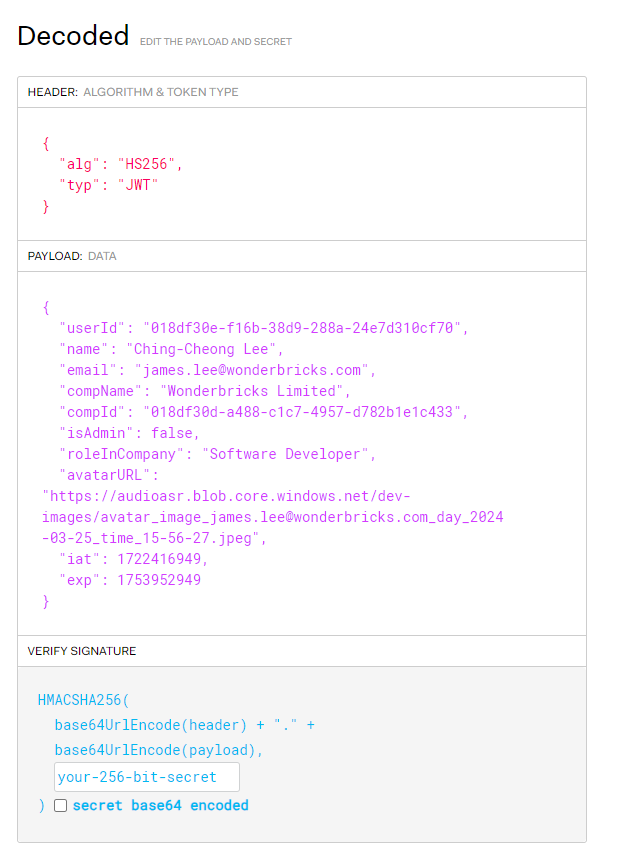 Decoded EDIT THE PAYLOAD AND SECRET
HEADER: ALGORITHM & TOKEN TYPE
{
"alg": "HS256",
"typ": "JWT"
}
PAYLOAD: DATA
{
"userId": "018df30e-f16b-38d9-288a-24e7d310cf70",
"name": "Ching-Cheong Lee",
"email": "james.lee@wonderbricks.com",
"compName": "Wonderbricks Limited",
"compId": "018df30d-a488-c1c7-4957-d782b1e1c433",
"isAdmin": false,
"roleInCompany": "Software Developer",
"avatarURL":
"https://audioasr.blob.core.windows.net/dev-
images/avatar_image_james.lee@wonderbricks.com_day_2024
-03-25_time_15-56-27.jpeg",
"iat": 1722416949,
"exp": 1753952949
}
VERIFY SIGNATURE
HMACSHA256(
base64UrlEncode(header) + "." +
base64UrlEncode(payload),
your-256-bit-secret
) secret base64 encoded